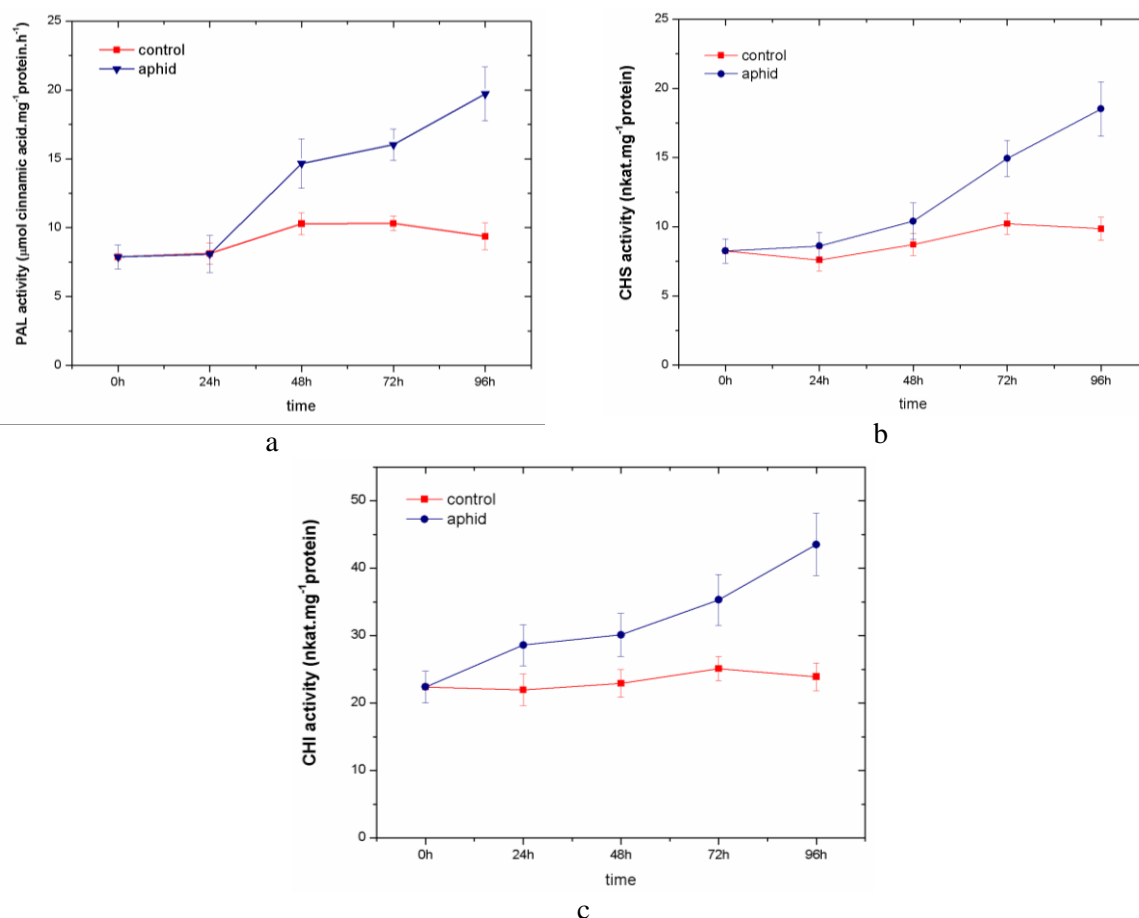 25
20
15
10
5
0
control
aphid
PAL activity (μmol cinnamic acid.mg⁻¹protein.h⁻¹)
0h 24h 48h 72h 96h
time
a
25
20
15
10
5
0
control
aphid
CHS activity (nkat.mg⁻¹protein)
0h 24h 48h 72h 96h
time
b
50
40
30
20
10
0
control
aphid
CHI activity (nkat.mg⁻¹protein)
0h 24h 48h 72h 96h
time
c